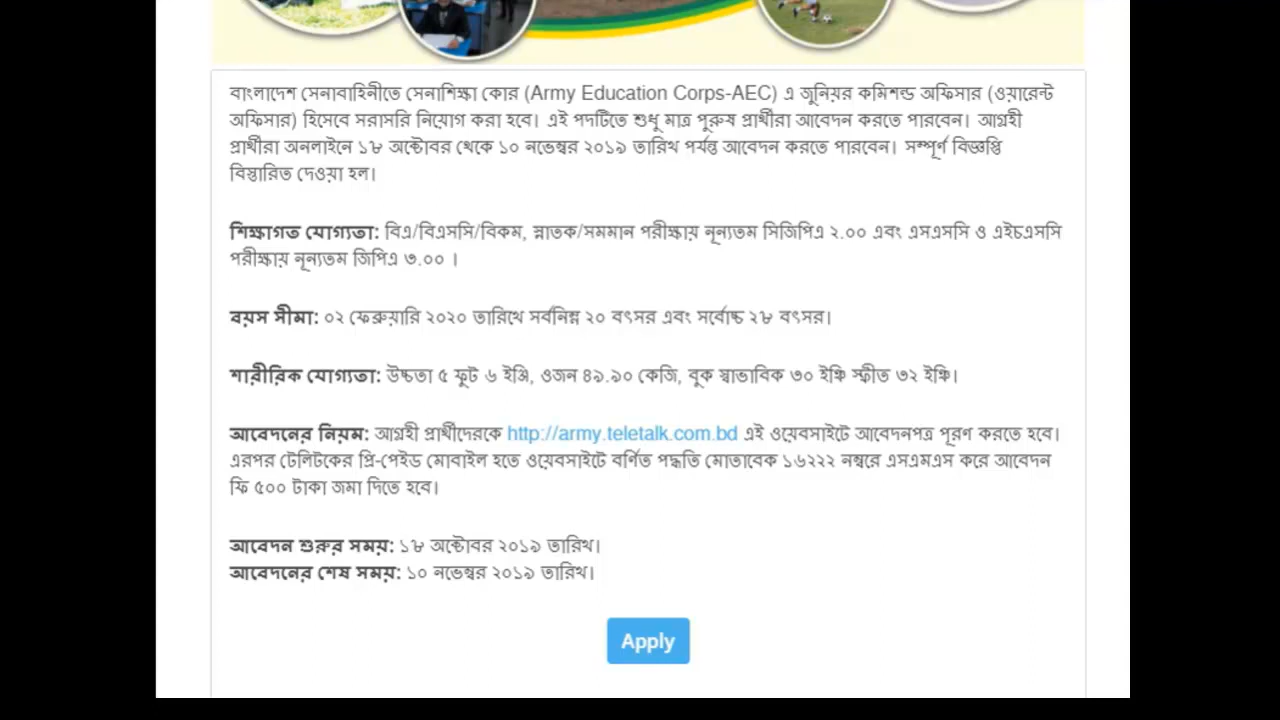 বাংলাদেশ সেনাবাহিনীতে সেনাশিক্ষা কোর (Army Education Corps-AEC) এ জুনিয়র কমিশন্ড অফিসার (ওয়ারেন্ট
অফিসার) হিসেবে সরাসরি নিয়োগ করা হবে। এই পদটিতে শুধু মাত্র পুরুষ প্রার্থীরা আবেদন করতে পারবেন। আগ্রহী
প্রার্থীরা অনলাইনে ১৮ অক্টোবর থেকে ১০ নভেম্বর ২০১৯ তারিখ পর্যন্ত আবেদন করতে পারবেন। সম্পূর্ণ বিজ্ঞপ্তি
বিস্তারিত দেওয়া হল।
শিক্ষাগত যোগ্যতা: বিএ/বিএসসি/বিকম, স্নাতক/সমমান পরীক্ষায় নূন্যতম সিজিপিএ ২.০০ এবং এসএসসি ও এইচএসসি
পরীক্ষায় নূন্যতম জিপিএ ৩.০০ ।
বয়স সীমা: ০২ ফেব্রুয়ারি ২০২০ তারিখে সর্বনিম্ন ২০ বৎসর এবং সর্বোচ্চ ২৮ বৎসর।
শারীরিক যোগ্যতা: উচ্চতা ৫ ফুট ৬ ইঞ্জি, ওজন ৪৯.৯০ কেজি, বুক স্বাভাবিক ৩০ ইঞ্চি স্ফীত ৩২ ইঞ্চি।
আবেদনের নিয়ম: আগ্রহী প্রার্থীদেরকে http://army.teletalk.com.bd এই ওয়েবসাইটে আবেদনপত্র পূরণ করতে হবে।
এরপর টেলিটকের প্রি-পেইড মোবাইল হতে ওয়েবসাইটে বর্ণিত পদ্ধতি মোতাবেক ১৬২২২ নম্বরে এসএমএস করে আবেদন
ফি ৫০০ টাকা জমা দিতে হবে।
আবেদন শুরুর সময়: ১৮ অক্টোবর ২০১৯ তারিখ।
আবেদনের শেষ সময়: ১০ নভেম্বর ২০১৯ তারিখ।
Apply